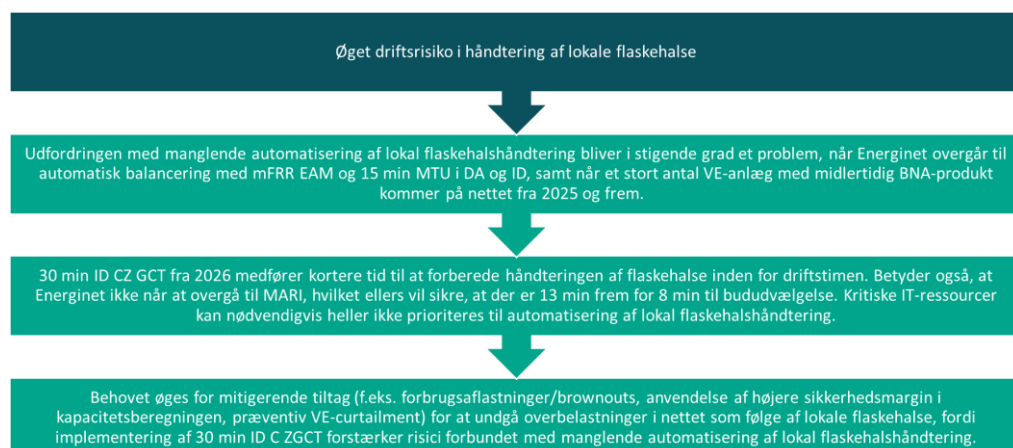 Øget driftsrisiko i håndtering af lokale flaskehalse
Udfordringen med manglende automatisering af lokal flaskehalshåndtering bliver i stigende grad et problem, når Energinet overgår til
automatisk balancering med mFRR EAM og 15 min MTU i DA og ID, samt når et stort antal VE-anlæg med midlertidig BNA-produkt
kommer på nettet fra 2025 og frem.
30 min ID CZ GCT fra 2026 medfører kortere tid til at forberede håndteringen af flaskehalse inden for driftstimen. Betyder også, at
Energinet ikke når at overgå til MARI, hvilket ellers vil sikre, at der er 13 min frem for 8 min til bududvælgelse. Kritiske IT-ressourcer
kan nødvendigvis heller ikke prioriteres til automatisering af lokal flaskehalshåndtering.
Behovet øges for mitigerende tiltag (f.eks. forbrugsaflastninger/brownouts, anvendelse af højere sikkerhedsmargin i
kapacitetsberegningen, præventiv VE-curtailment) for at undgå overbelastninger i nettet som følge af lokale flaskehalse, fordi
implementering af 30 min ID C ZGCT forstærker risici forbundet med manglende automatisering af lokal flaskehalshåndtering.